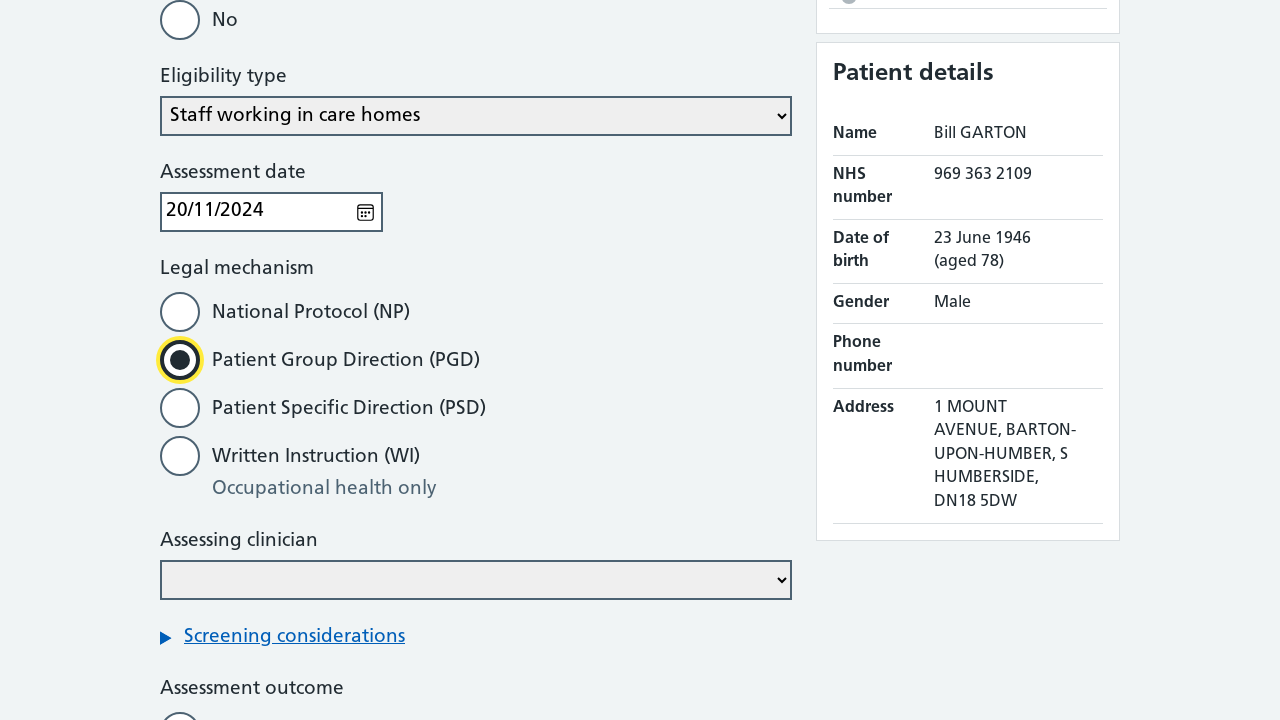 No
Eligibility type
Staff working in care homes
Assessment date
20/11/2024
Legal mechanism
National Protocol (NP)
Patient Group Direction (PGD)
Patient Specific Direction (PSD)
Written Instruction (WI)
Occupational health only
Assessing clinician
Screening considerations
Assessment outcome
Patient details
Name Bill GARTON
NHS number 969 363 2109
Date of birth 23 June 1946 (aged 78)
Gender Male
Phone number
Address 1 MOUNT
AVENUE, BARTON-
UPON-HUMBER, S
HUMBERSIDE,
DN18 5DW